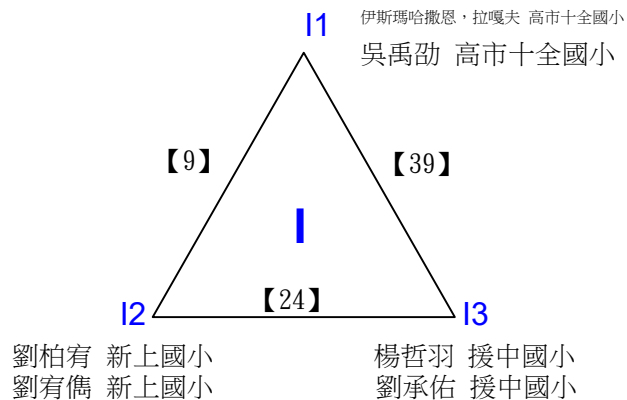 I1
伊斯瑪哈撒恩，拉嘎夫 高市十全國小
吳禹劭 高市十全國小
【9】
【39】
I
【24】
I2
I3
劉柏宥 新上國小
劉宥儁 新上國小
楊哲羽 援中國小
劉承佑 援中國小